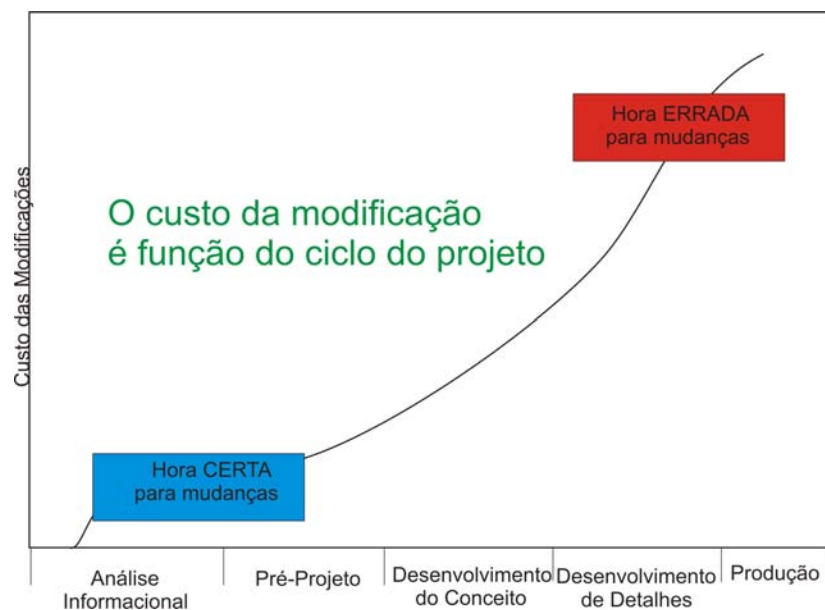 Hora ERRADA
para mudanças
O custo da modificação
é função do ciclo do projeto
Custo das Modificações
Hora CERTA
para mudanças
Análise
Informacional
Pré-Projeto
Desenvolvimento
do Conceito
Desenvolvimento
de Detalhes
Produção